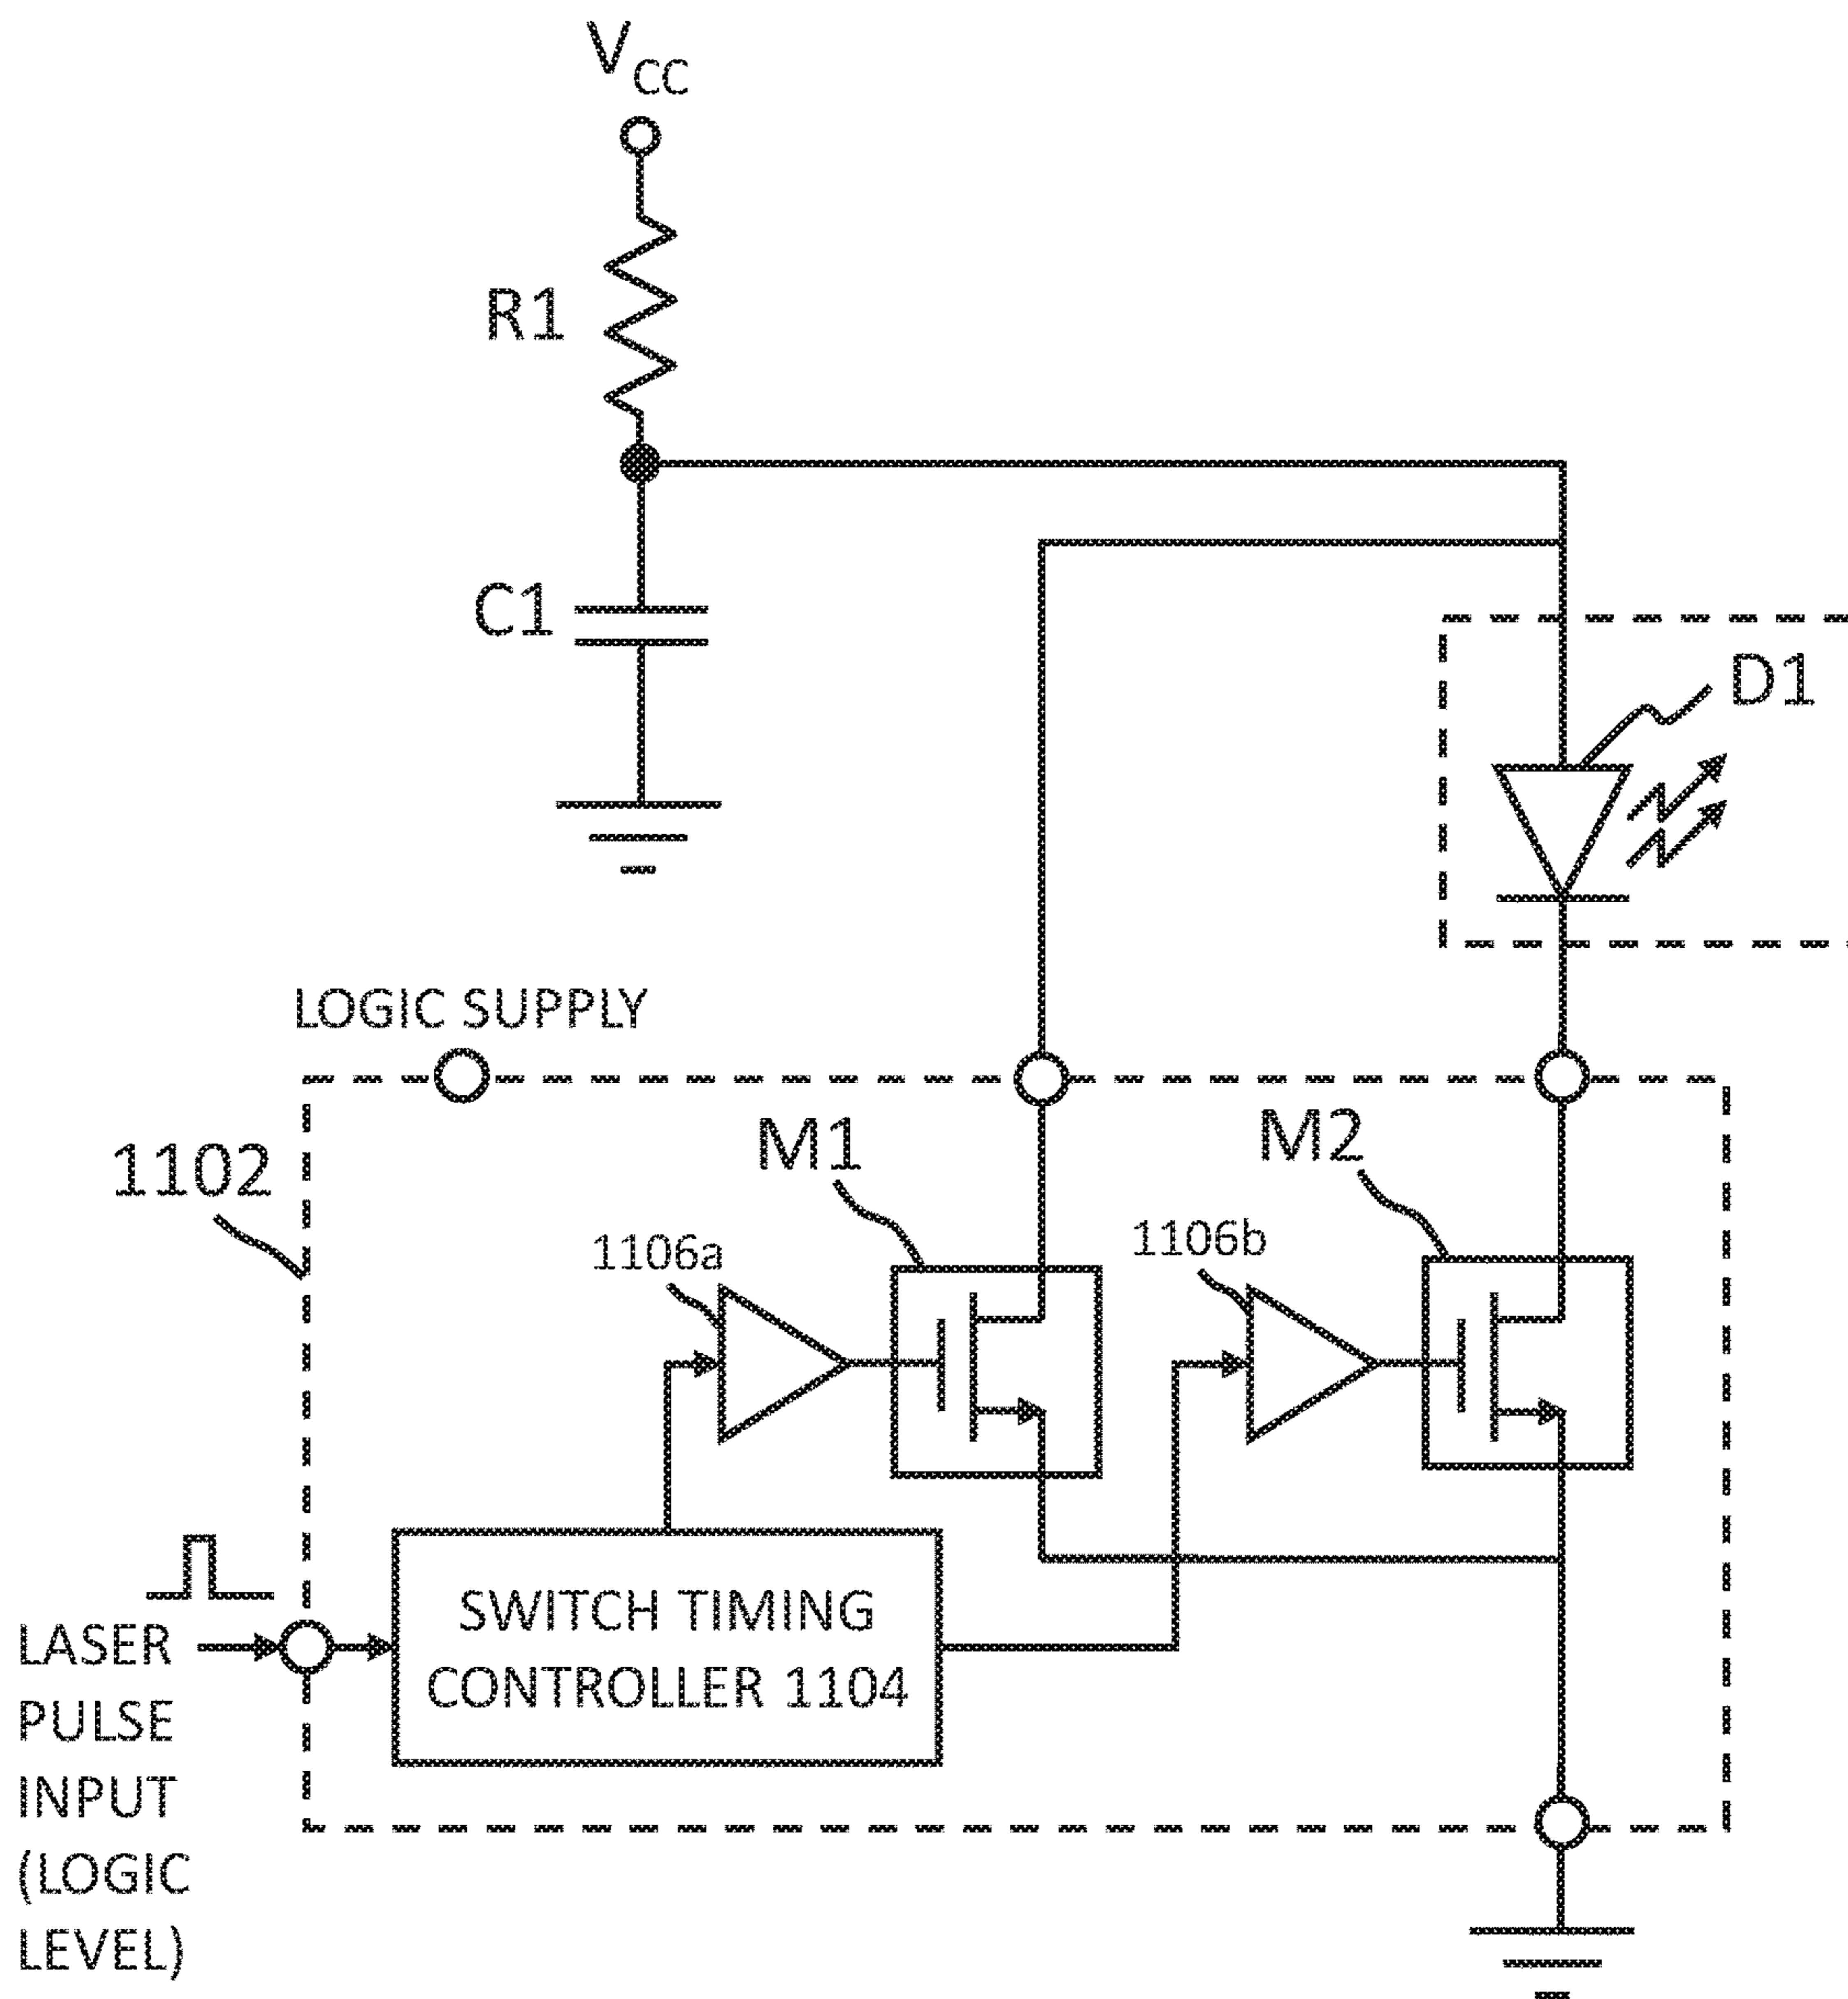 VCC
R1
C1
D1
LOGIC SUPPLY
M1
M2
1102
1106a
1106b
SWITCH TIMING
CONTROLLER 1104
LASER
PULSE
INPUT
(LOGIC
LEVEL)